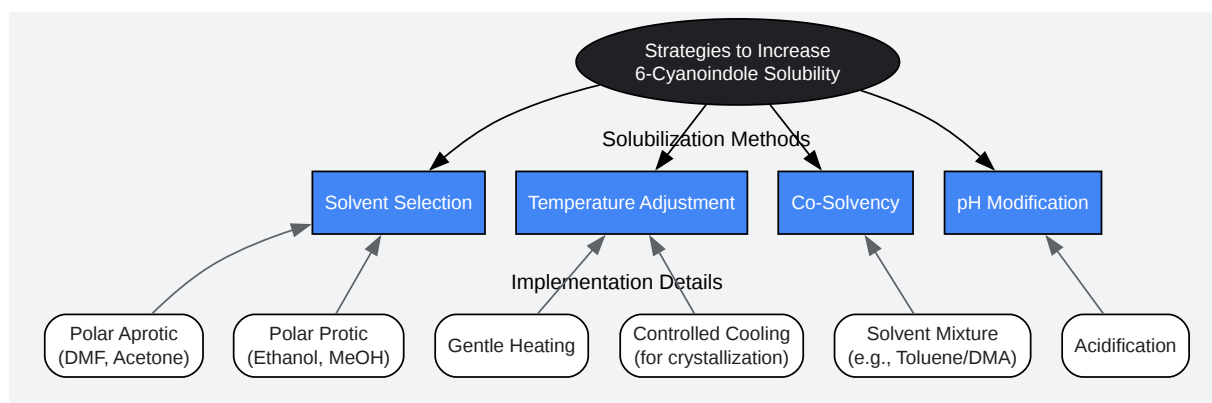 Strategies to Increase
6-Cyanoindole Solubility
Solubilization Methods
Solvent Selection
Temperature Adjustment
Co-Solvency
pH Modification
Implementation Details
Polar Aprotic
(DMF, Acetone)
Polar Protic
(Ethanol, MeOH)
Gentle Heating
Controlled Cooling
(for crystallization)
Solvent Mixture
(e.g., Toluene/DMA)
Acidification